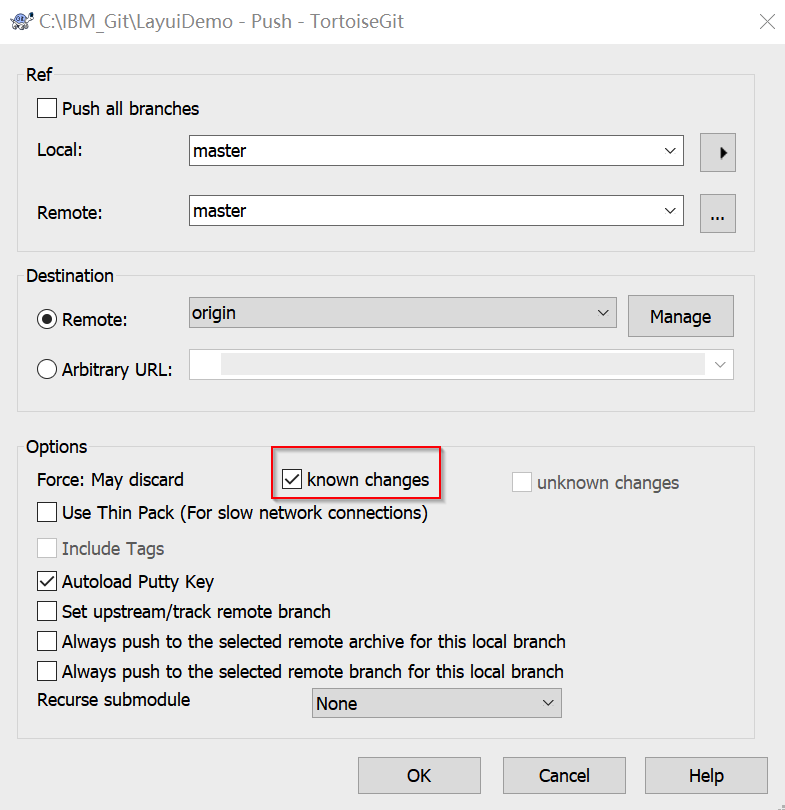 C:\IBM_Git\LayuiDemo - Push - TortoiseGit
Ref
Push all branches
Local: master
Remote: master ...
Destination
Remote: origin Manage
Arbitrary URL:
Options
Force: May discard known changes unknown changes
Use Thin Pack (For slow network connections)
Include Tags
Autoload Putty Key
Set upstream/track remote branch
Always push to the selected remote archive for this local branch
Always push to the selected remote branch for this local branch
Recurse submodule None
OK Cancel Help